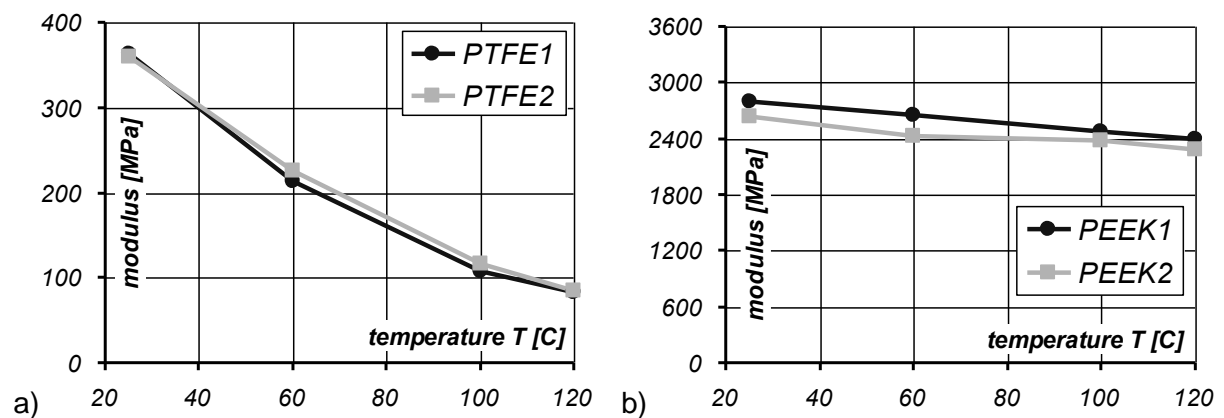 400
300
200
100
0
modulus [MPa]
PTFE1
PTFE2
temperature T [C]
20 40 60 80 100 120
a)
3600
3000
2400
1800
1200
600
0
modulus [MPa]
PEEK1
PEEK2
temperature T [C]
20 40 60 80 100 120
b)